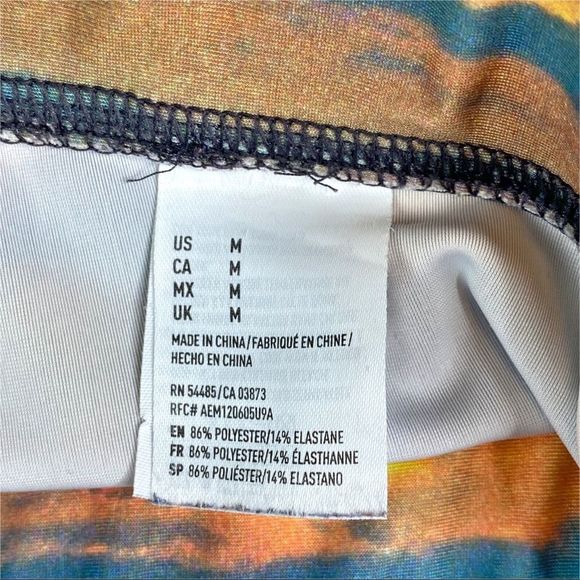 US M
CA M
MX M
UK M
MADE IN CHINA/FABRIQUÉ EN CHINE/
HECHO EN CHINA
RN 54485/CA 03873
RFC# AEM120605U9A
EN 86% POLYESTER/14% ELASTANE
FR 86% POLYESTER/14% ÉLASTHANNE
SP 86% POLIÉSTER/14% ELASTANO